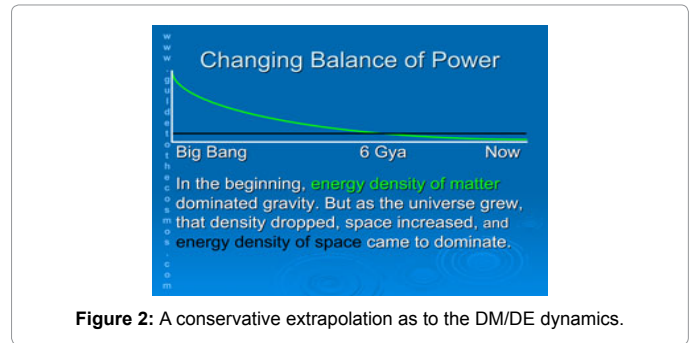 www.guidetothecosmos.com
Changing Balance of Power
Big Bang 6 Gya Now
In the beginning, energy density of matter
dominated gravity. But as the universe grew,
that density dropped, space increased, and
energy density of space came to dominate.
Figure 2: A conservative extrapolation as to the DM/DE dynamics.